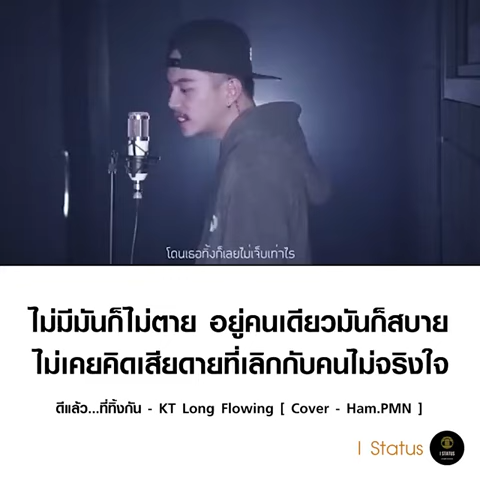 โดนเธอทิ้งก็เลยไม่เจ็บเท่าไร
ไม่มีมันก็ไม่ตาย อยู่คนเดียวมันก็สบาย
ไม่เคยคิดเสียดายที่เลิกกับคนไม่จริงใจ
ดีแล้ว...ที่ทิ้งกัน - KT Long Flowing [ Cover - Ham.PMN ]
I Status
I STATUS